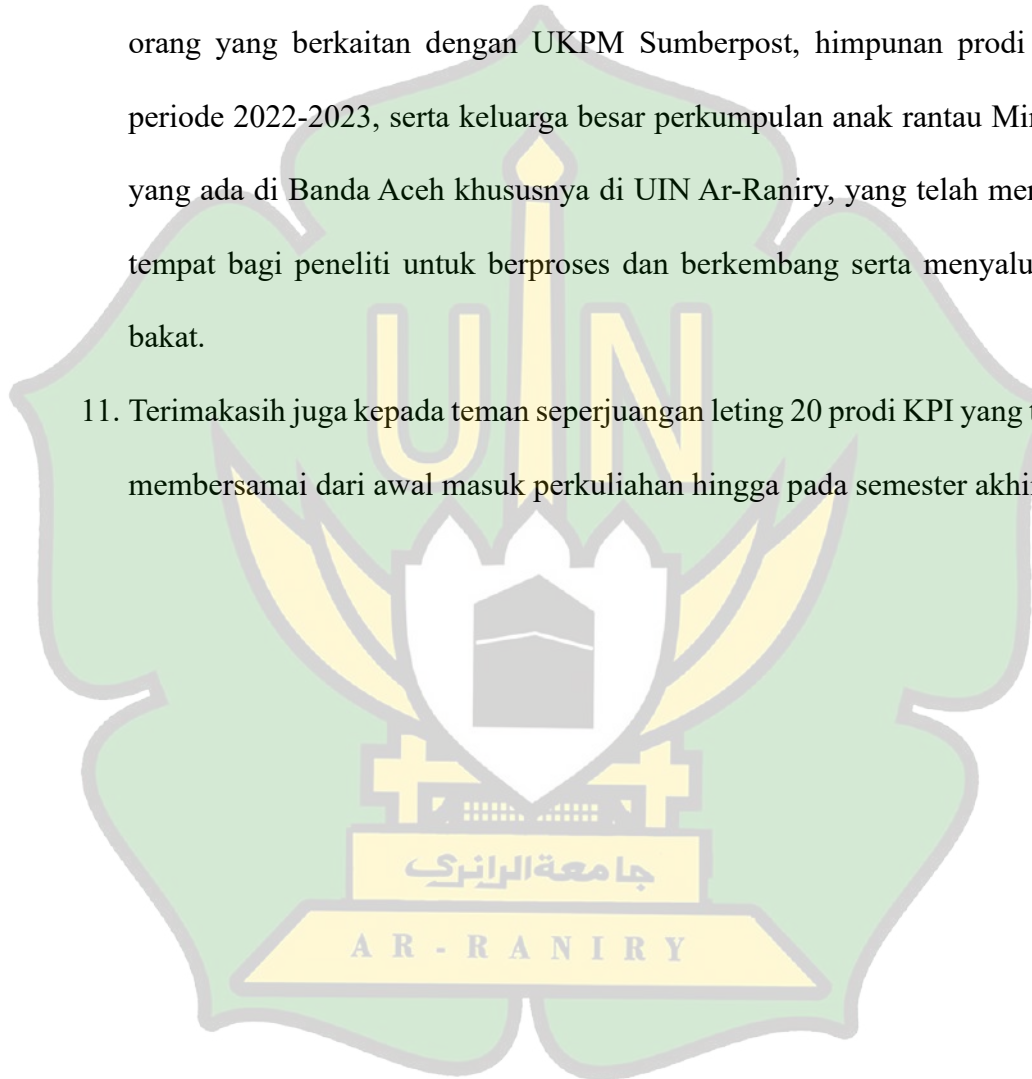 orang yang berkaitan dengan UKPM Sumberpost, himpunan prodi
periode 2022-2023, serta keluarga besar perkumpulan anak rantau
yang ada di Banda Aceh khususnya di UIN Ar-Raniry, yang telah
tempat bagi peneliti untuk berproses dan berkembang serta
bakat.
11. Terimakasih juga kepada teman seperjuangan leting 20 prodi KPI yang
membersamai dari awal masuk perkuliahan hingga pada semester
UIN
جامعة الرانري
AR-RANIRY